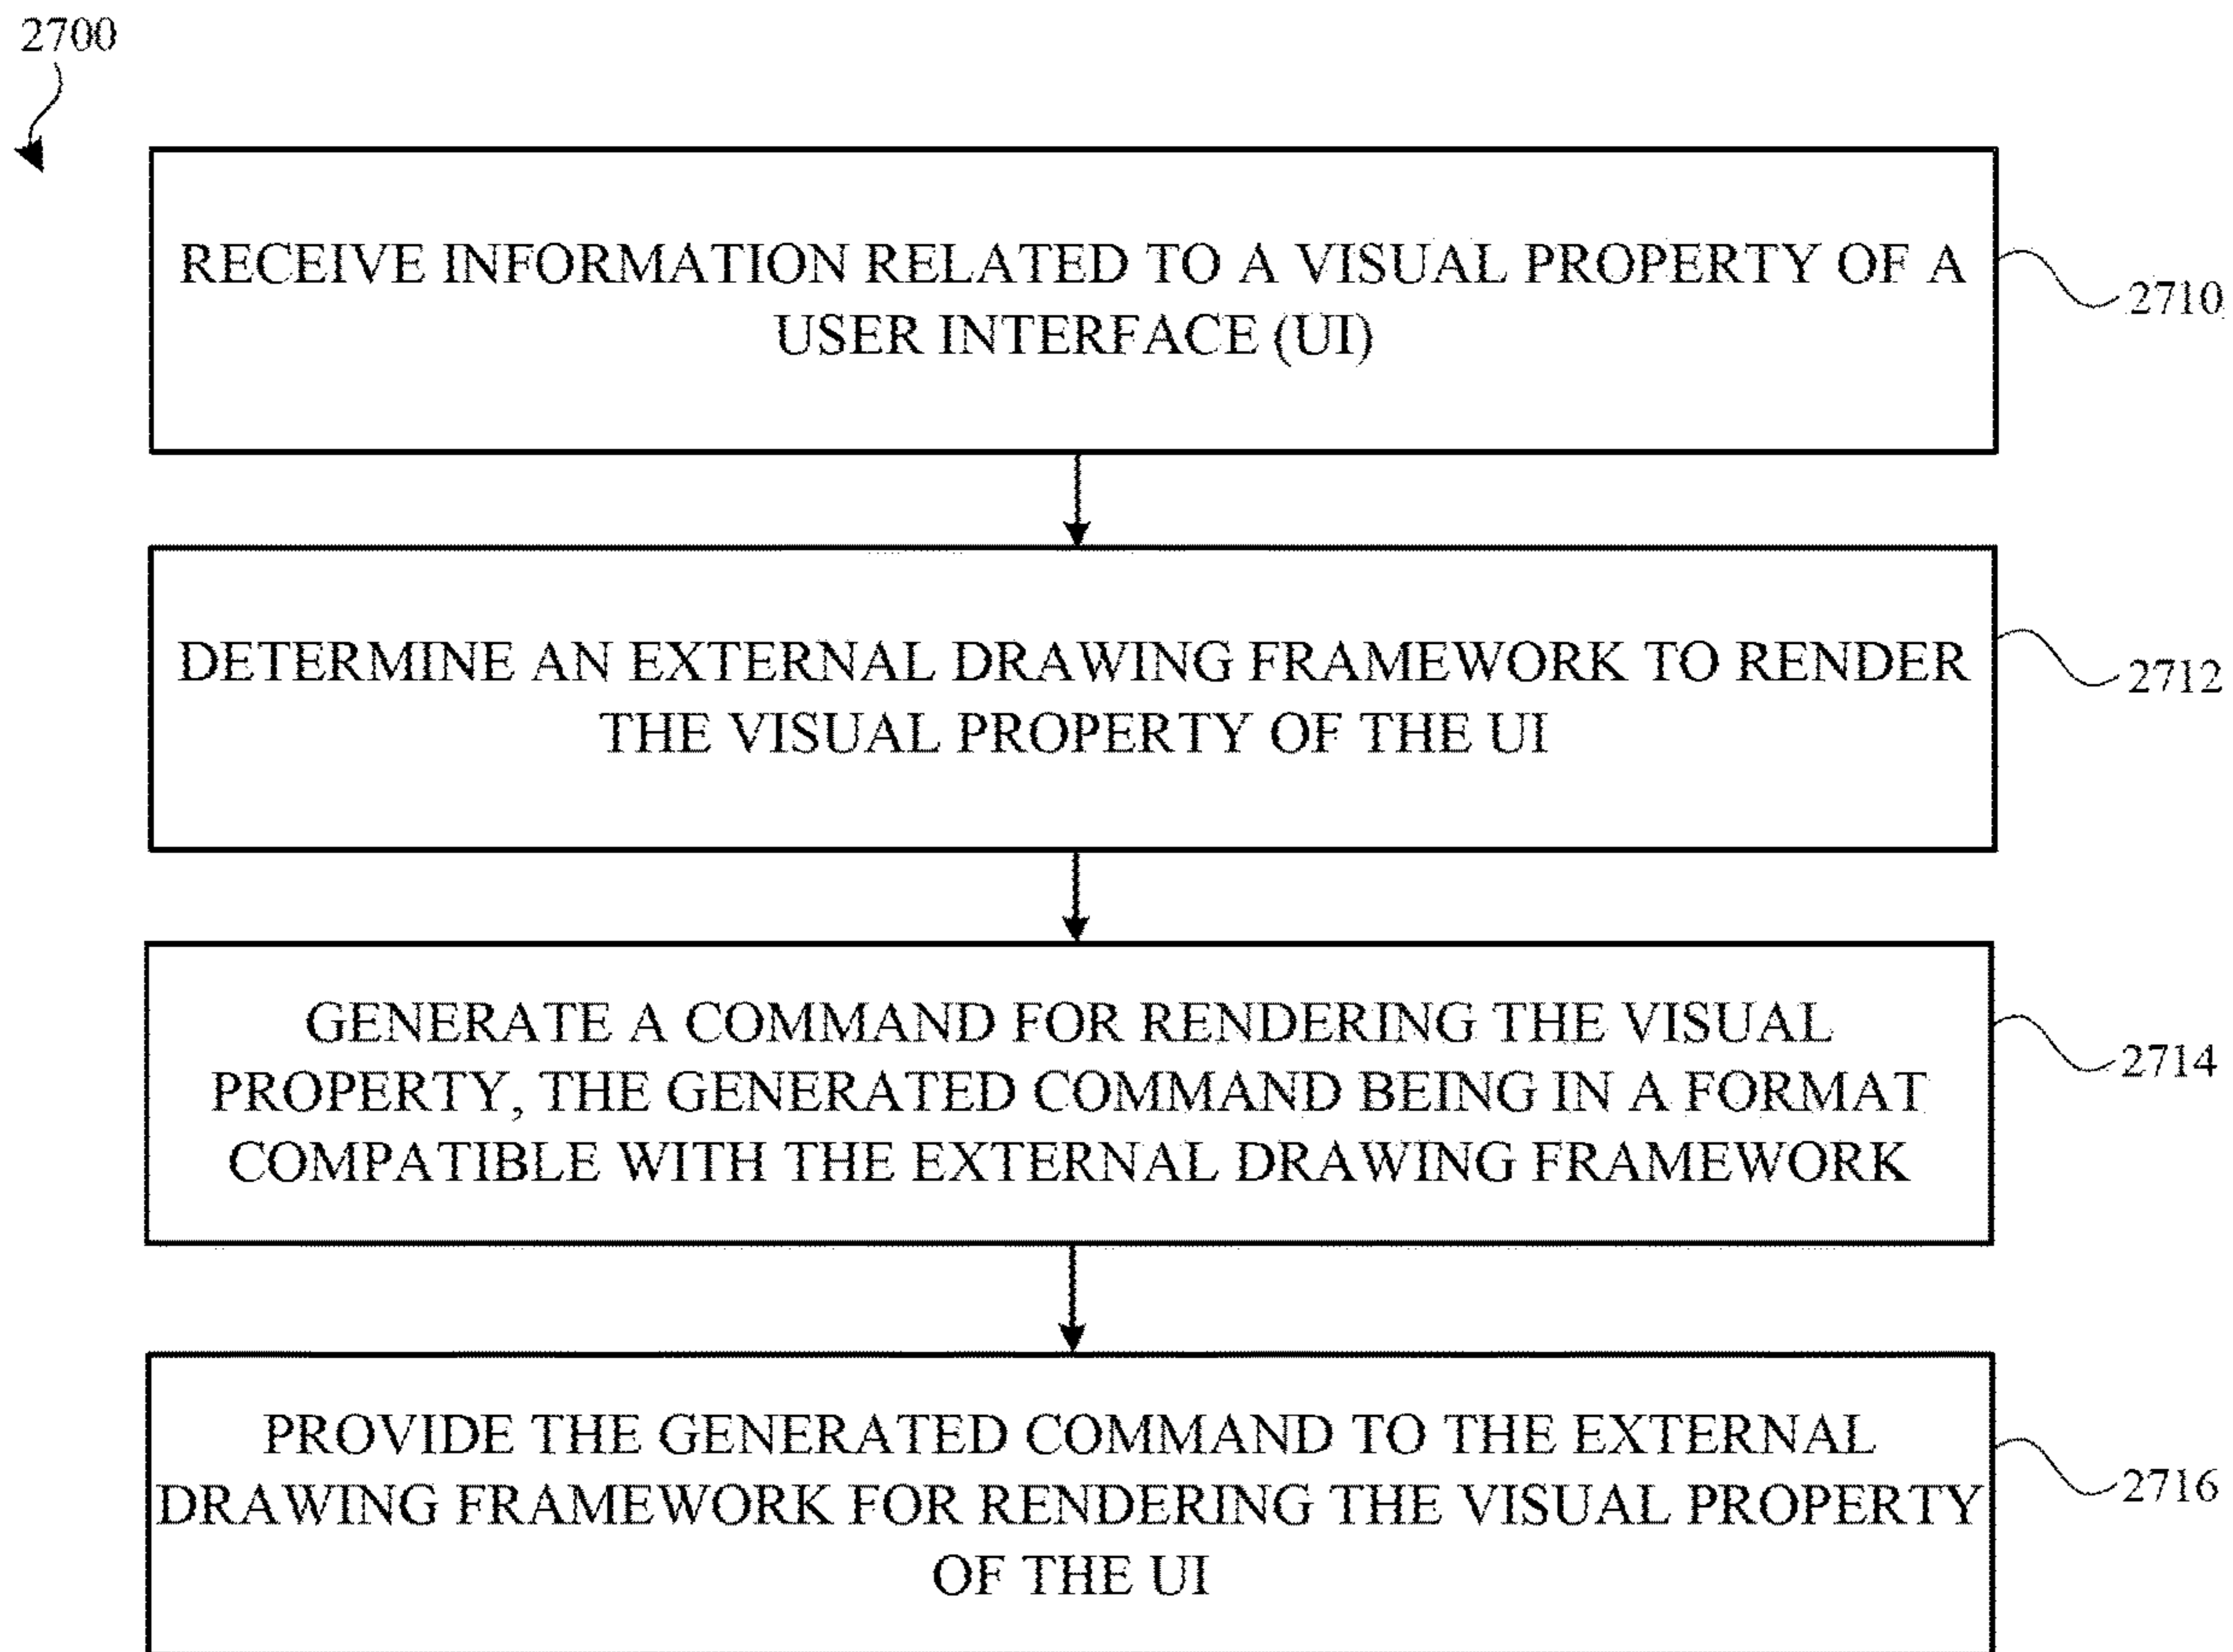 2700
RECEIVE INFORMATION RELATED TO A VISUAL PROPERTY OF A
USER INTERFACE (UI)
2710
DETERMINE AN EXTERNAL DRAWING FRAMEWORK TO RENDER
THE VISUAL PROPERTY OF THE UI
2712
GENERATE A COMMAND FOR RENDERING THE VISUAL
PROPERTY, THE GENERATED COMMAND BEING IN A FORMAT
COMPATIBLE WITH THE EXTERNAL DRAWING FRAMEWORK
2714
PROVIDE THE GENERATED COMMAND TO THE EXTERNAL
DRAWING FRAMEWORK FOR RENDERING THE VISUAL PROPERTY
OF THE UI
2716